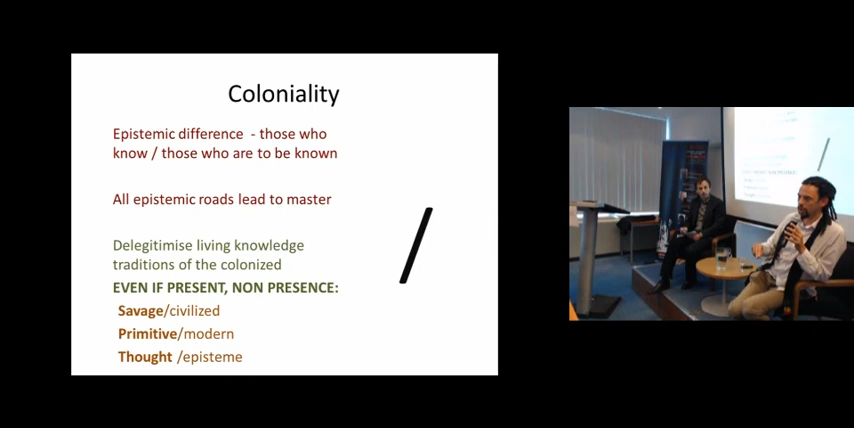 Coloniality
Epistemic difference - those who
know / those who are to be known
All epistemic roads lead to master
/
Delegitimise living knowledge
traditions of the colonized
EVEN IF PRESENT, NON PRESENCE:
Savage/civilized
Primitive/modern
Thought /episteme